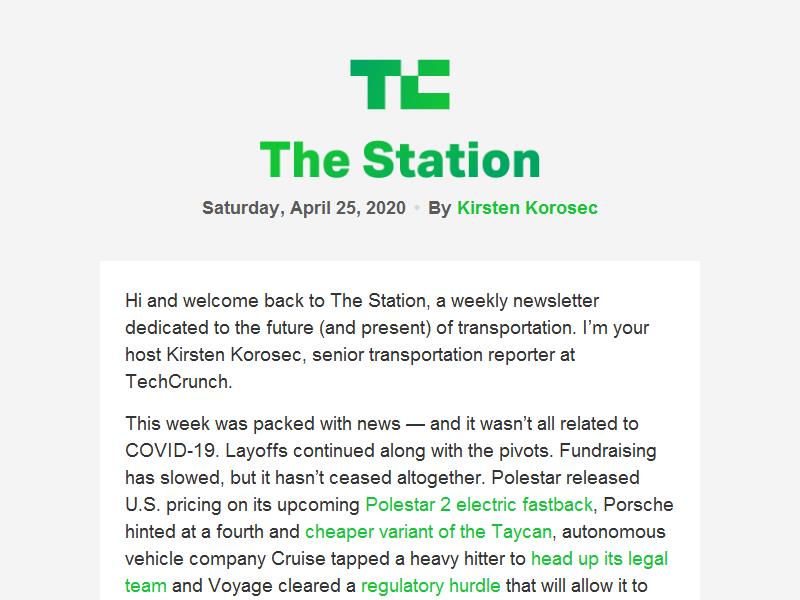 TC
The Station
Saturday, April 25, 2020 • By Kirsten Korosec
Hi and welcome back to The Station, a weekly newsletter
dedicated to the future (and present) of transportation. I’m your
host Kirsten Korosec, senior transportation reporter at
TechCrunch.
This week was packed with news — and it wasn’t all related to
COVID-19. Layoffs continued along with the pivots. Fundraising
has slowed, but it hasn’t ceased altogether. Polestar released
U.S. pricing on its upcoming Polestar 2 electric fastback, Porsche
hinted at a fourth and cheaper variant of the Taycan, autonomous
vehicle company Cruise tapped a heavy hitter to head up its legal
team and Voyage cleared a regulatory hurdle that will allow it to